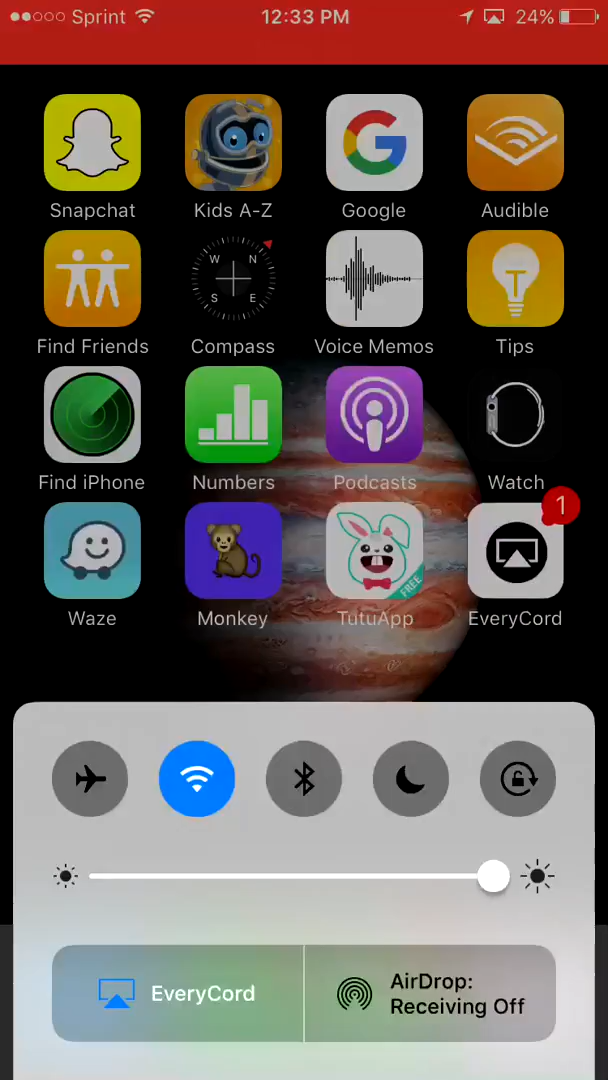 Sprint 12:33 PM 24%
Snapchat Kids A-Z Google Audible
W N S E
T
Find Friends Compass Voice Memos Tips
Find iPhone Numbers Podcasts Watch
1
FREE
Waze Monkey TutuApp EveryCord
EveryCord
AirDrop:
Receiving Off